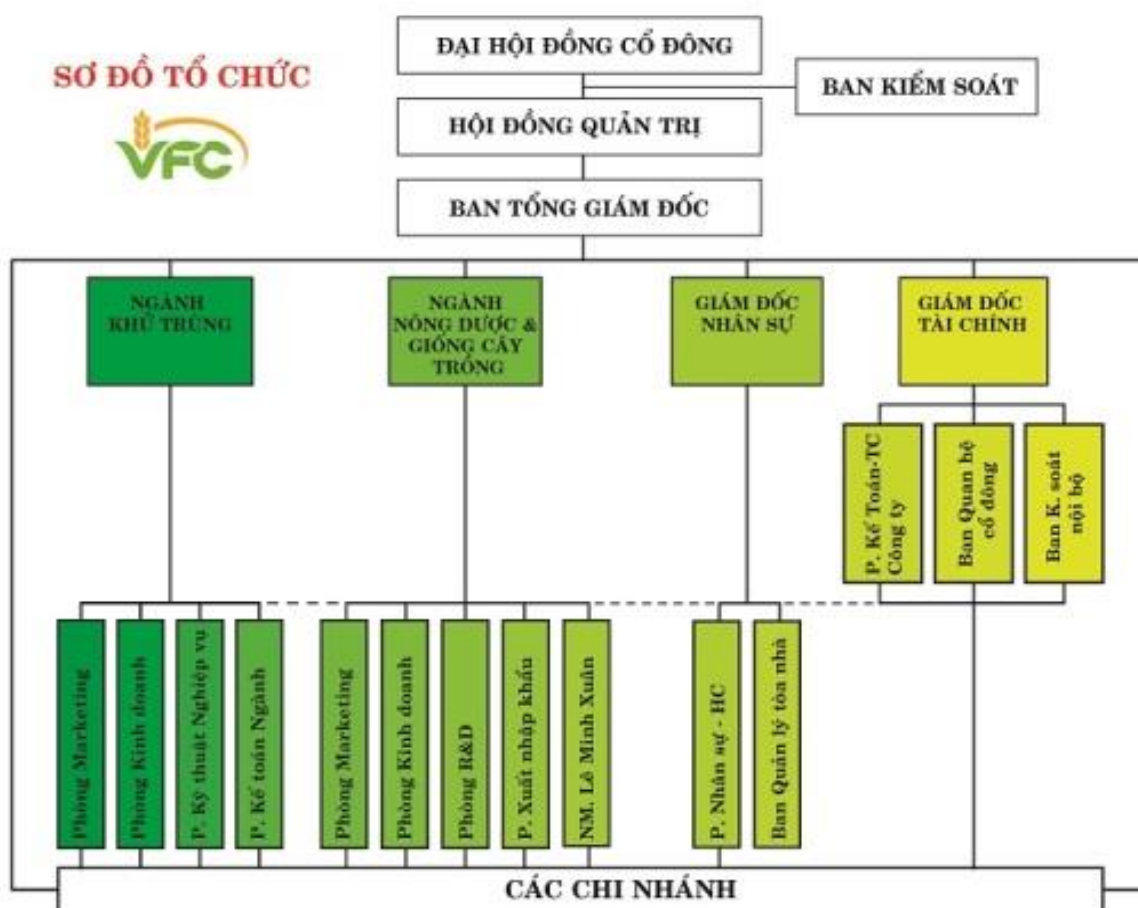 SƠ ĐỒ TỔ CHỨC
VFC
ĐẠI HỘI ĐỒNG CỔ ĐÔNG
BAN KIỂM SOÁT
HỘI ĐỒNG QUẢN TRỊ
BAN TỔNG GIÁM ĐỐC
NGÀNH
KHỬ TRÙNG
NGÀNH
NÔNG DƯỢC &
GIỐNG CÂY
TRỒNG
GIÁM ĐỐC
NHÂN SỰ
GIÁM ĐỐC
TÀI CHÍNH
P. Kế Toán-TC
Công ty
Ban Quan hệ
cổ đông
Ban K. soát
nội bộ
Phòng Marketing
Phòng Kinh doanh
P. Kỹ thuật Nghiệp vụ
P. Kế toán Ngành
Phòng Marketing
Phòng Kinh doanh
Phòng R&D
P. Xuất nhập khẩu
NM. Lê Minh Xuân
P. Nhân sự - HC
Ban Quản lý tòa nhà
CÁC CHI NHÁNH